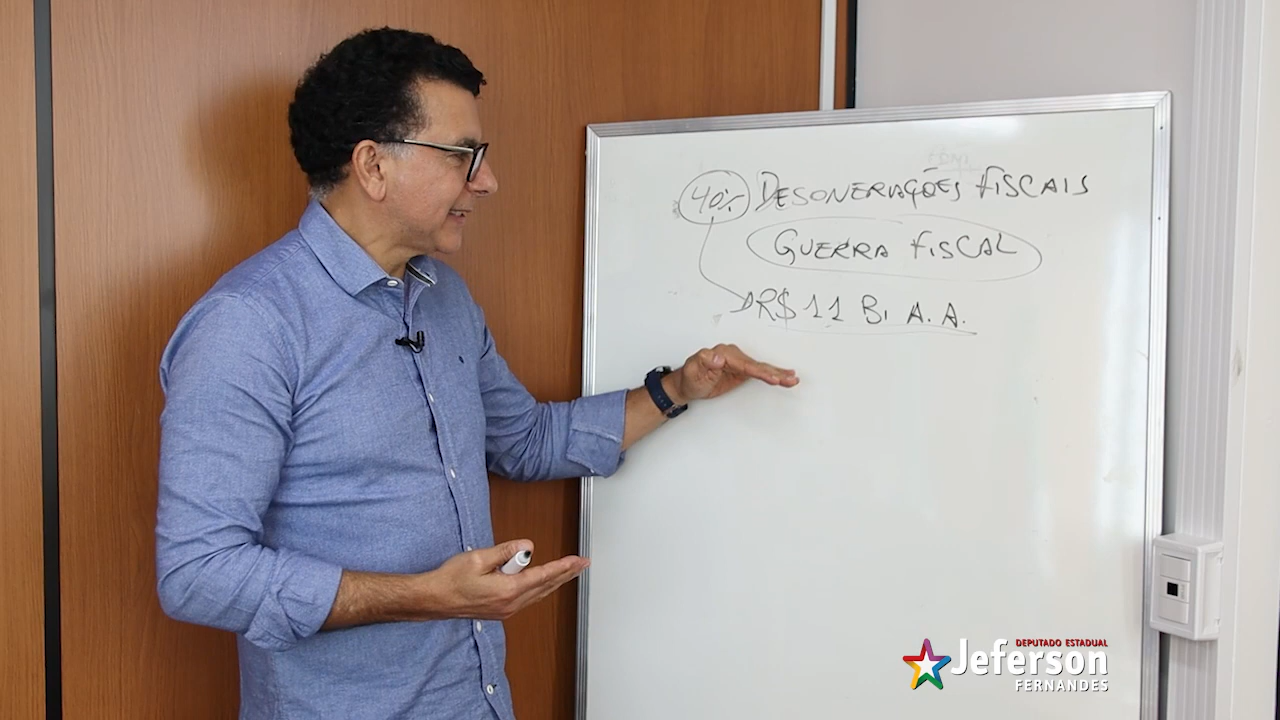 40% DESONERAÇÕES FISCAIS
GUERRA FISCAL
R$ 11 BI A.A.
DEPUTADO ESTADUAL
Jeferson
FERNANDES